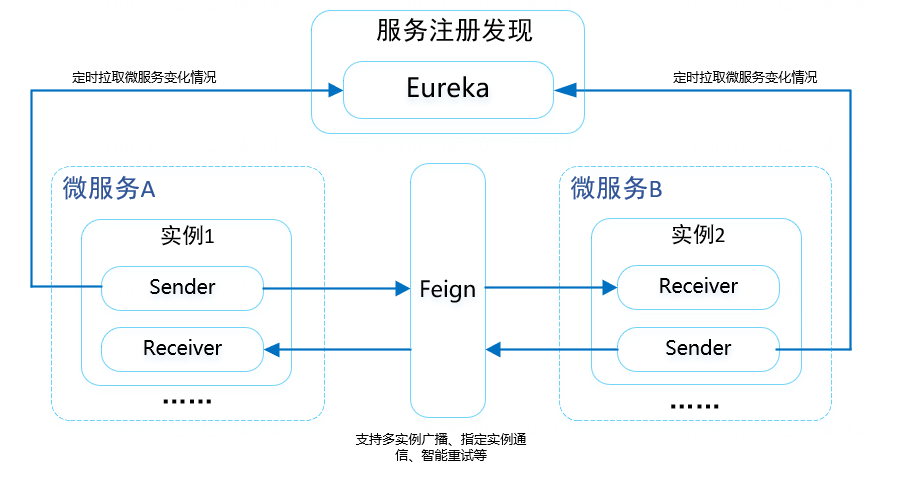 服务注册发现
Eureka
定时拉取微服务变化情况
定时拉取微服务变化情况
微服务A
实例1
Sender
Receiver
……
Feign
支持多实例广播、指定实例通
信、智能重试等
微服务B
实例2
Receiver
Sender
……